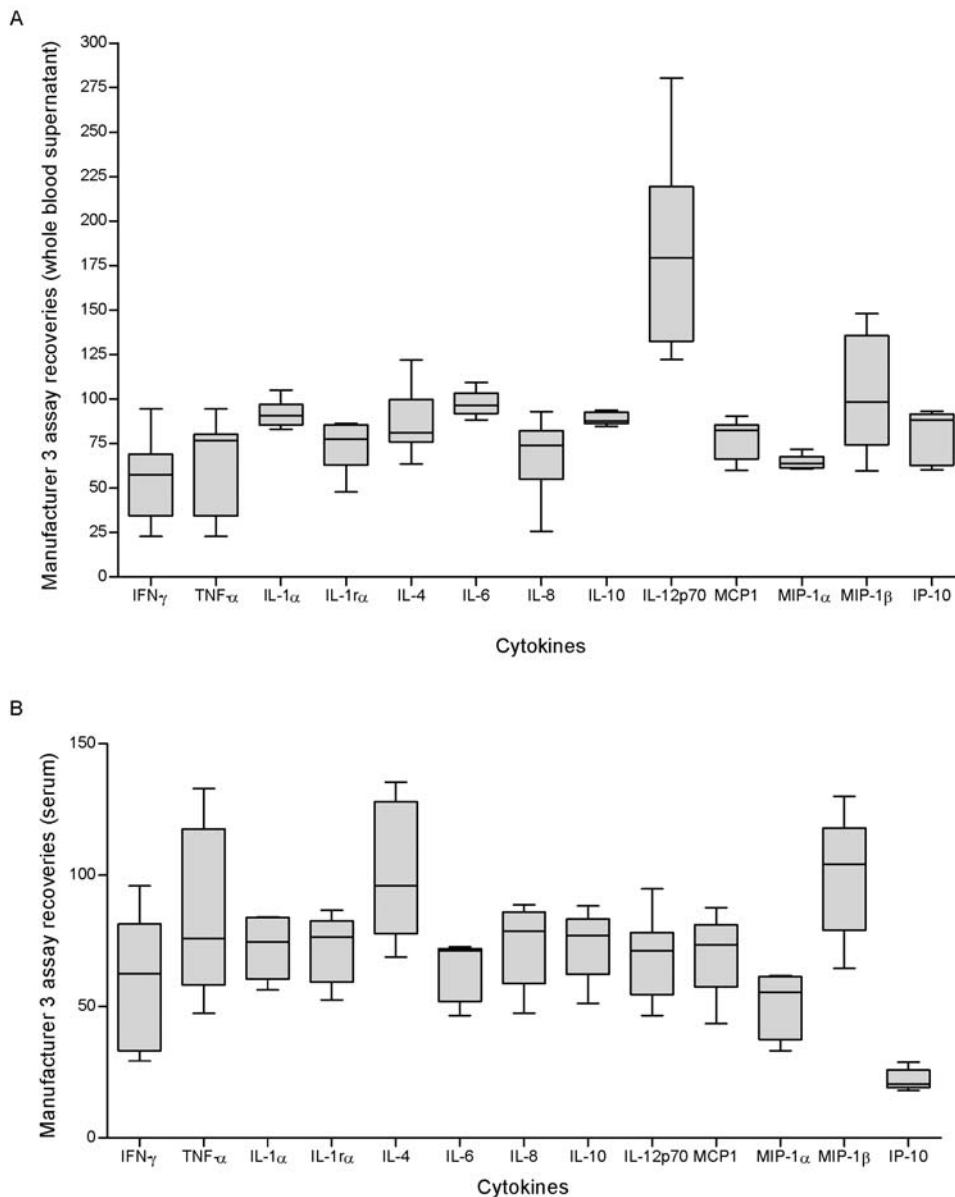 A
Manufacturer 3 assay recoveries (whole blood supernatant)
300
275
250
225
200
175
150
125
100
75
50
25
0
IFNγ TNFα IL-1α IL-1rα IL-4 IL-6 IL-8 IL-10 IL-12p70 MCP1 MIP-1α MIP-1β IP-10
Cytokines
B
Manufacturer 3 assay recoveries (serum)
150
100
50
0
IFNγ TNFα IL-1α IL-1rα IL-4 IL-6 IL-8 IL-10 IL-12p70 MCP1 MIP-1α MIP-1β IP-10
Cytokines